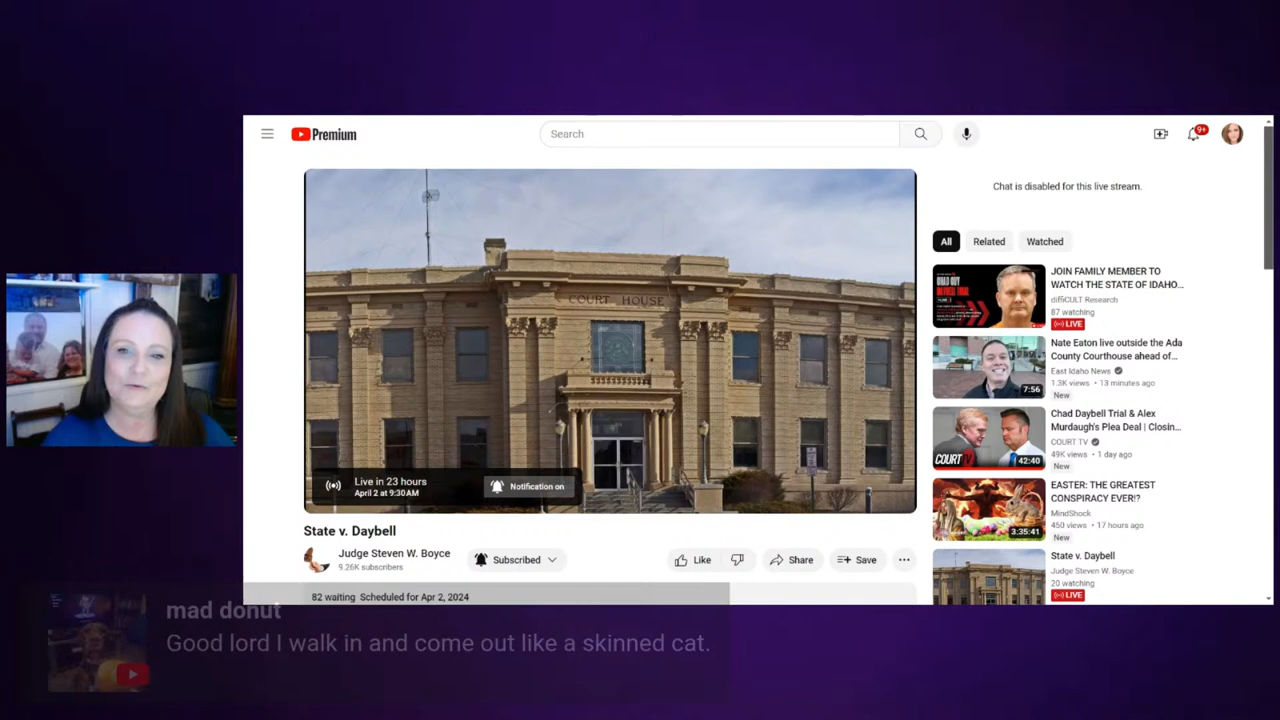 Premium
Search
9+
COURT HOUSE
Live in 23 hours
April 2 at 9:30AM
Notification on
State v. Daybell
Judge Steven W. Boyce
9.26K subscribers
Subscribed
Like
Share
Save
82 waiting Scheduled for Apr 2, 2024
Chat is disabled for this live stream.
All
Related
Watched
JOIN FAMILY MEMBER TO
WATCH THE STATE OF IDAHO...
diffiCULT Research
87 watching
LIVE
7:56
Nate Eaton live outside the Ada
County Courthouse ahead of...
East Idaho News
1.3K views • 13 minutes ago
New
COURT TV
42:40
Chad Daybell Trial & Alex
Murdaugh's Plea Deal | Closin...
COURT TV
49K views • 1 day ago
New
3:35:41
EASTER: THE GREATEST
CONSPIRACY EVER!?
MindShock
450 views • 17 hours ago
New
State v. Daybell
Judge Steven W. Boyce
20 watching
LIVE
mad donut
Good lord I walk in and come out like a skinned cat.